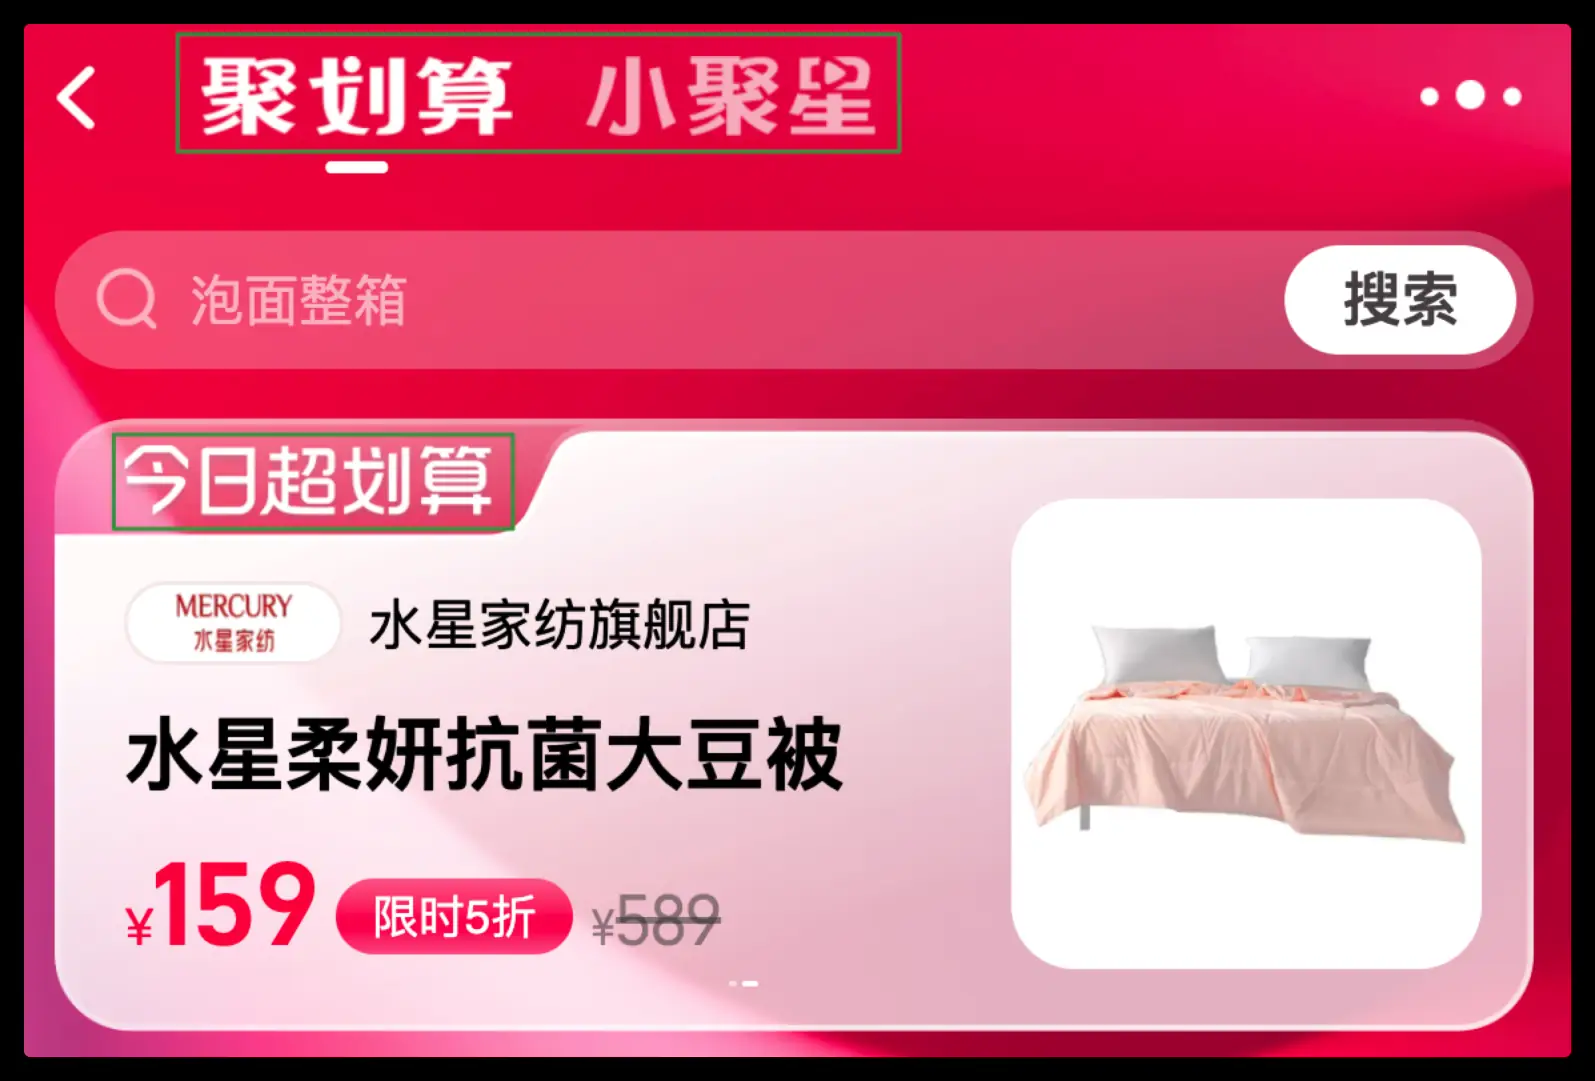 聚划算 小聚星
泡面整箱 搜索
今日超划算
MERCURY
水星家纺
水星家纺旗舰店
水星柔妍抗菌大豆被
¥159 限时5折 ¥589